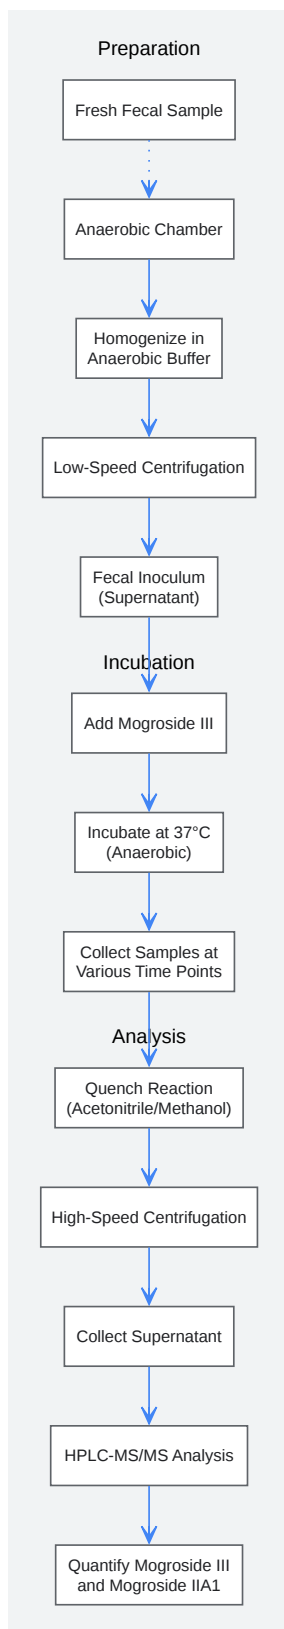 Preparation
Fresh Fecal Sample
Anaerobic Chamber
Homogenize in
Anaerobic Buffer
Low-Speed Centrifugation
Fecal Inoculum
(Supernatant)
Incubation
Add Mogroside III
Incubate at 37°C
(Anaerobic)
Collect Samples at
Various Time Points
Analysis
Quench Reaction
(Acetonitrile/Methanol)
High-Speed Centrifugation
Collect Supernatant
HPLC-MS/MS Analysis
Quantify Mogroside III
and Mogroside IIA1